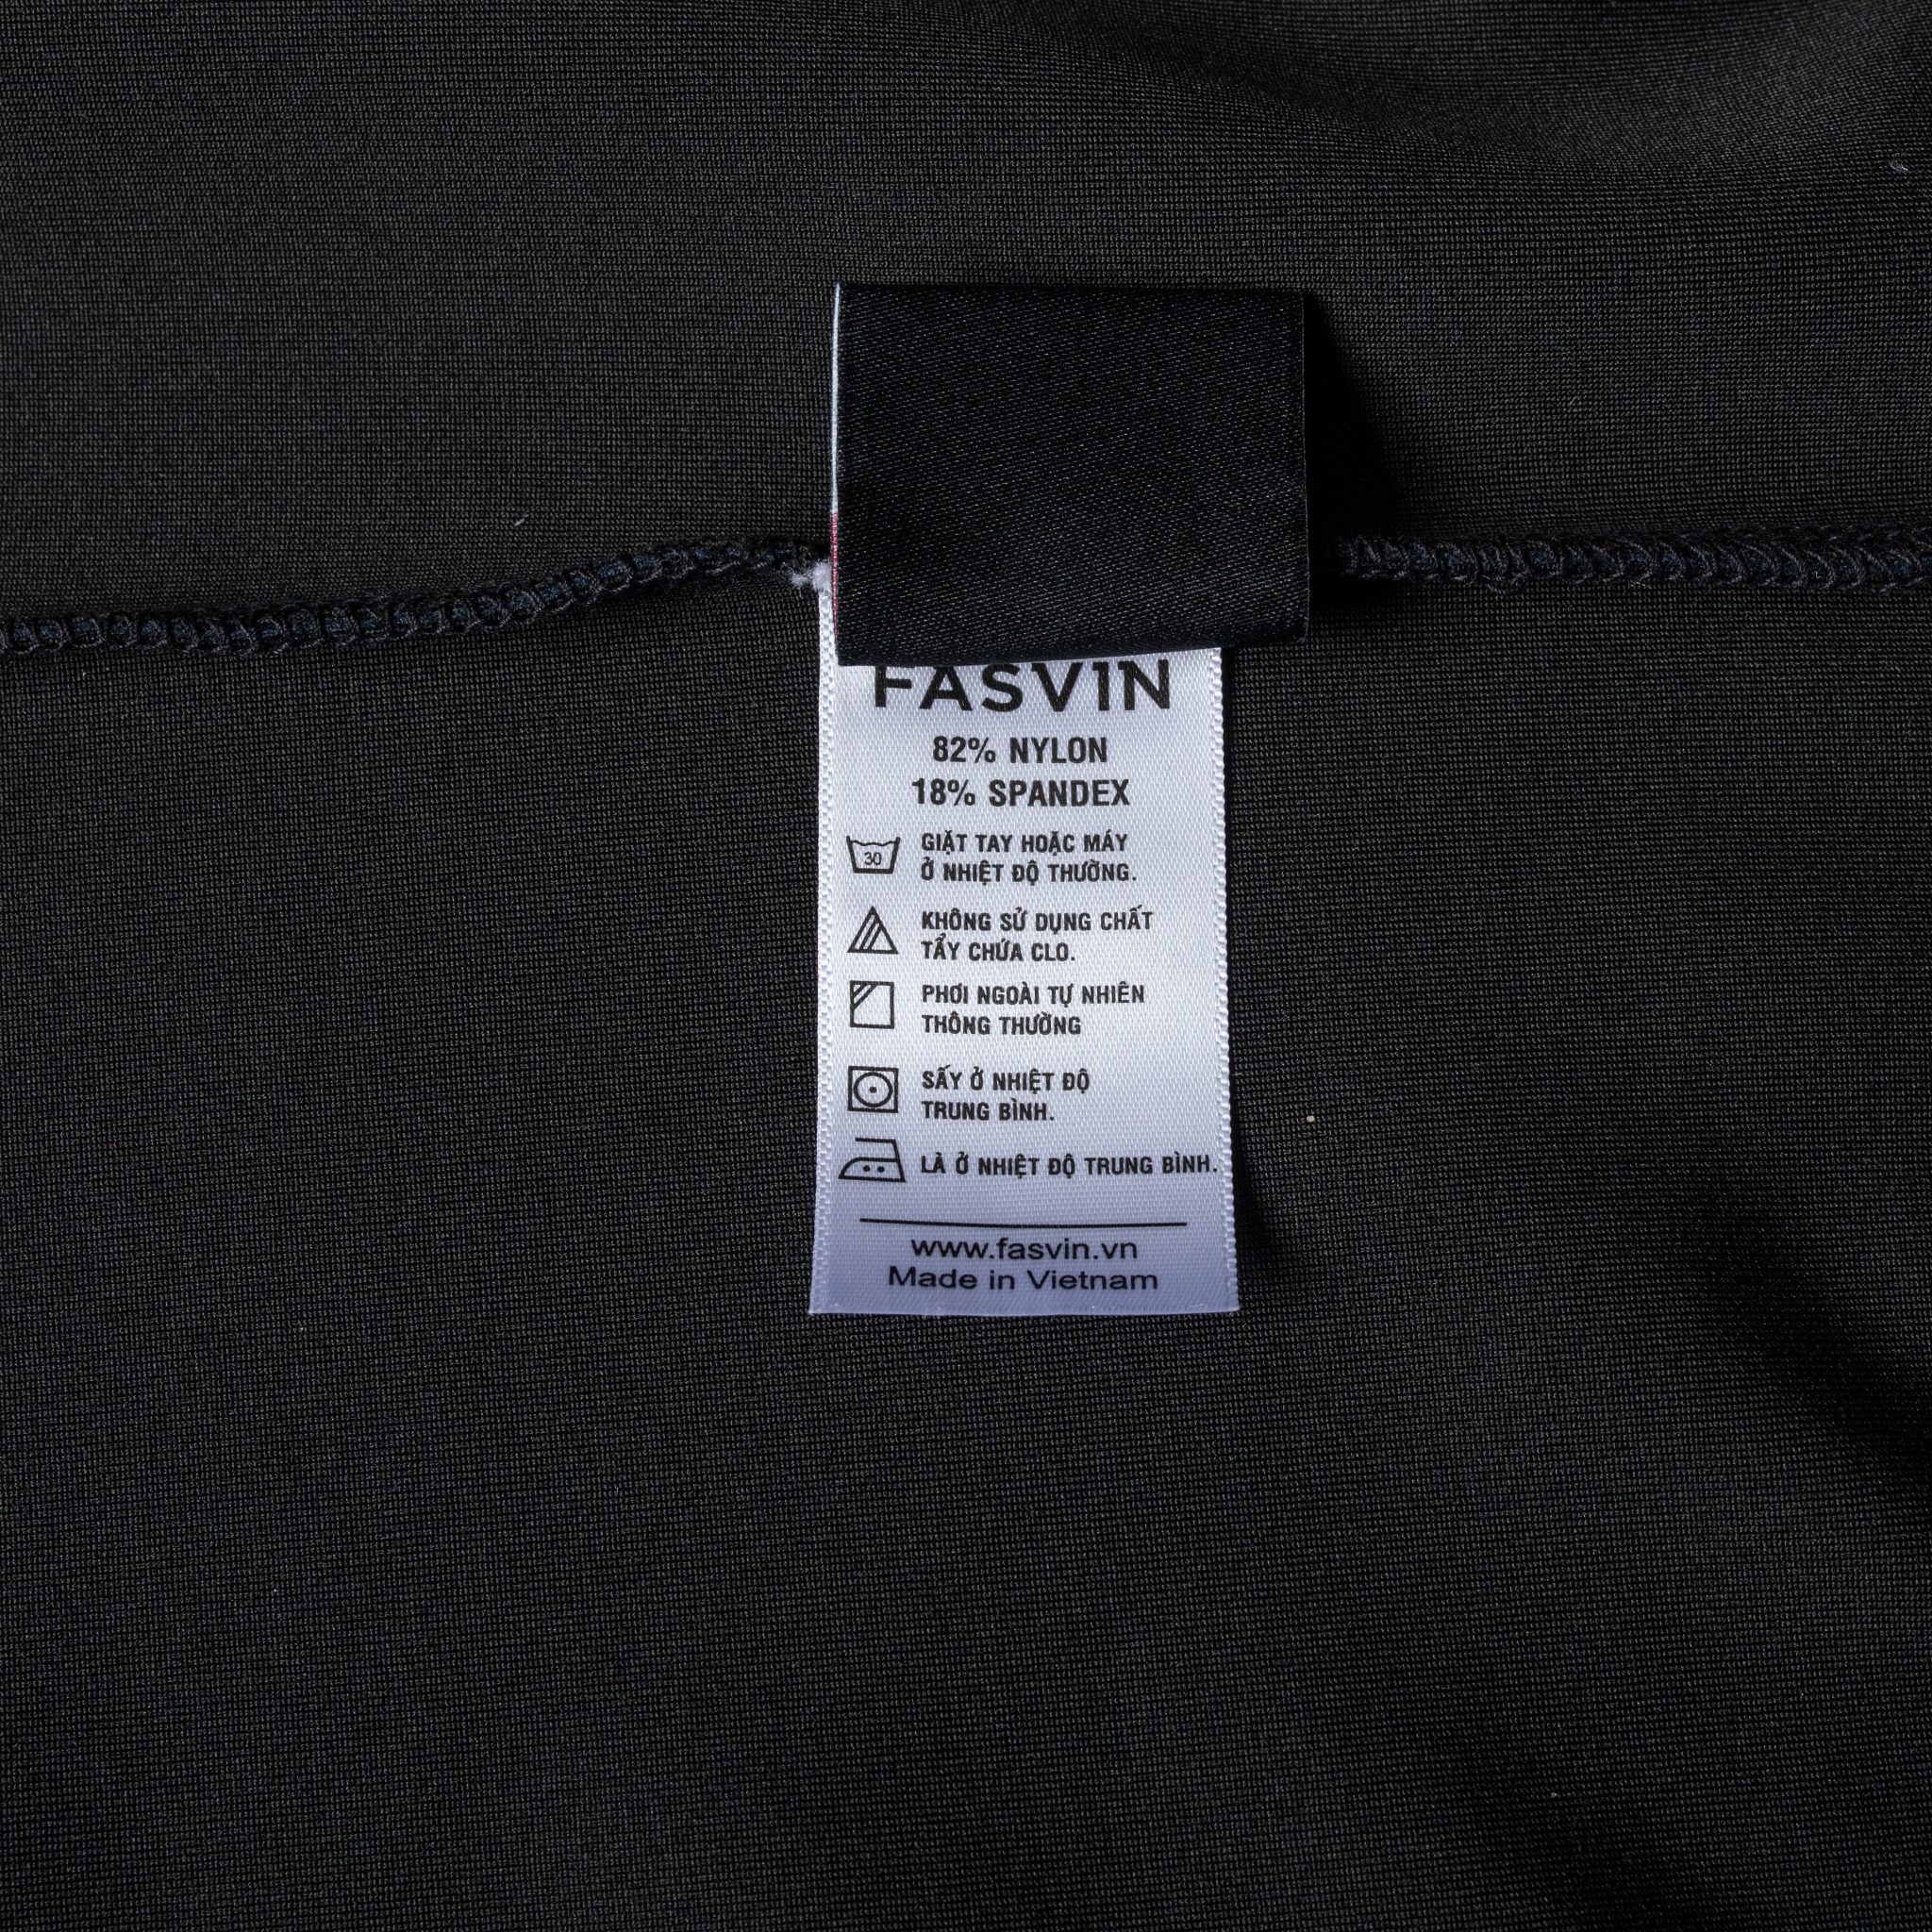 FASVIN
82% NYLON
18% SPANDEX
30
GIẶT TAY HOẶC MÁY
Ở NHIỆT ĐỘ THƯỜNG.
KHÔNG SỬ DỤNG CHẤT
TẨY CHỨA CLO.
PHƠI NGOÀI TỰ NHIÊN
THÔNG THƯỜNG
SẤY Ở NHIỆT ĐỘ
TRUNG BÌNH.
LÀ Ở NHIỆT ĐỘ TRUNG BÌNH.
www.fasvin.vn
Made in Vietnam